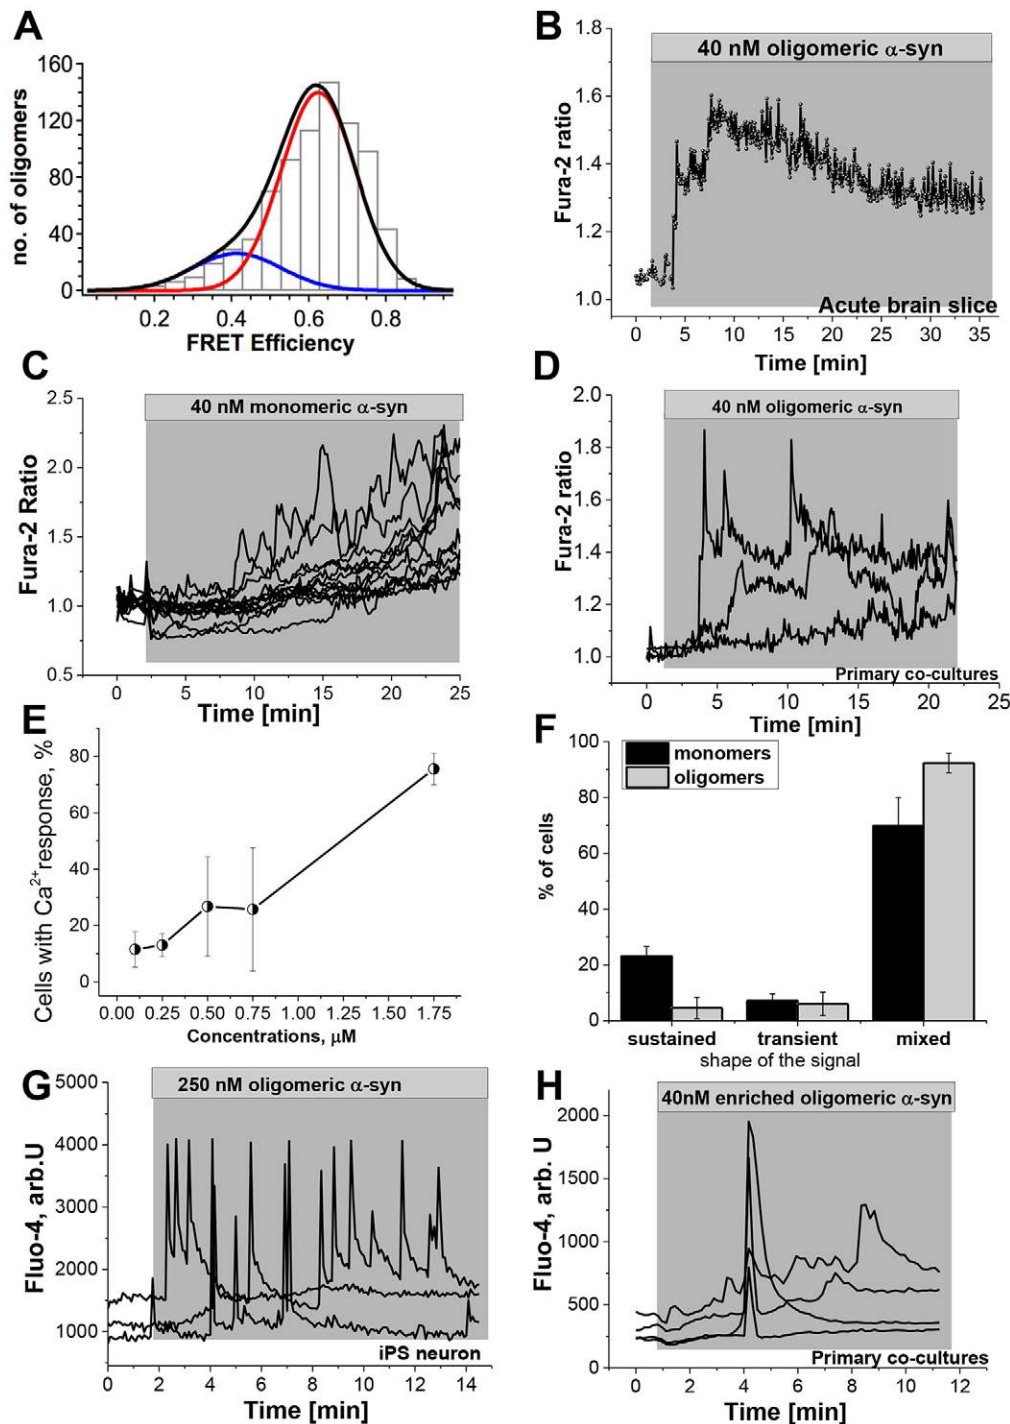 A
no. of oligomers
160
120
80
40
0
0.2 0.4 0.6 0.8
FRET Efficiency
B
40 nM oligomeric α-syn
Fura-2 ratio
1.8
1.6
1.4
1.2
1.0
Acute brain slice
0 5 10 15 20 25 30 35
Time [min]
C
40 nM monomeric α-syn
Fura-2 Ratio
2.5
2.0
1.5
1.0
0.5
0 5 10 15 20 25
Time [min]
D
40 nM oligomeric α-syn
Fura-2 ratio
2.0
1.8
1.6
1.4
1.2
1.0
Primary co-cultures
0 5 10 15 20 25
Time [min]
E
Cells with Ca²⁺ response, %
80
60
40
20
0
0.00 0.25 0.50 0.75 1.00 1.25 1.50 1.75
Concentrations, μM
F
monomers
oligomers
% of cells
100
80
60
40
20
0
sustained transient mixed
shape of the signal
G
250 nM oligomeric α-syn
Fluo-4, arb.U
5000
4000
3000
2000
1000
iPS neuron
0 2 4 6 8 10 12 14
Time [min]
H
40nM enriched oligomeric α-syn
Fluo-4, arb. U
2000
1500
1000
500
0
Primary co-cultures
0 2 4 6 8 10 12
Time [min]